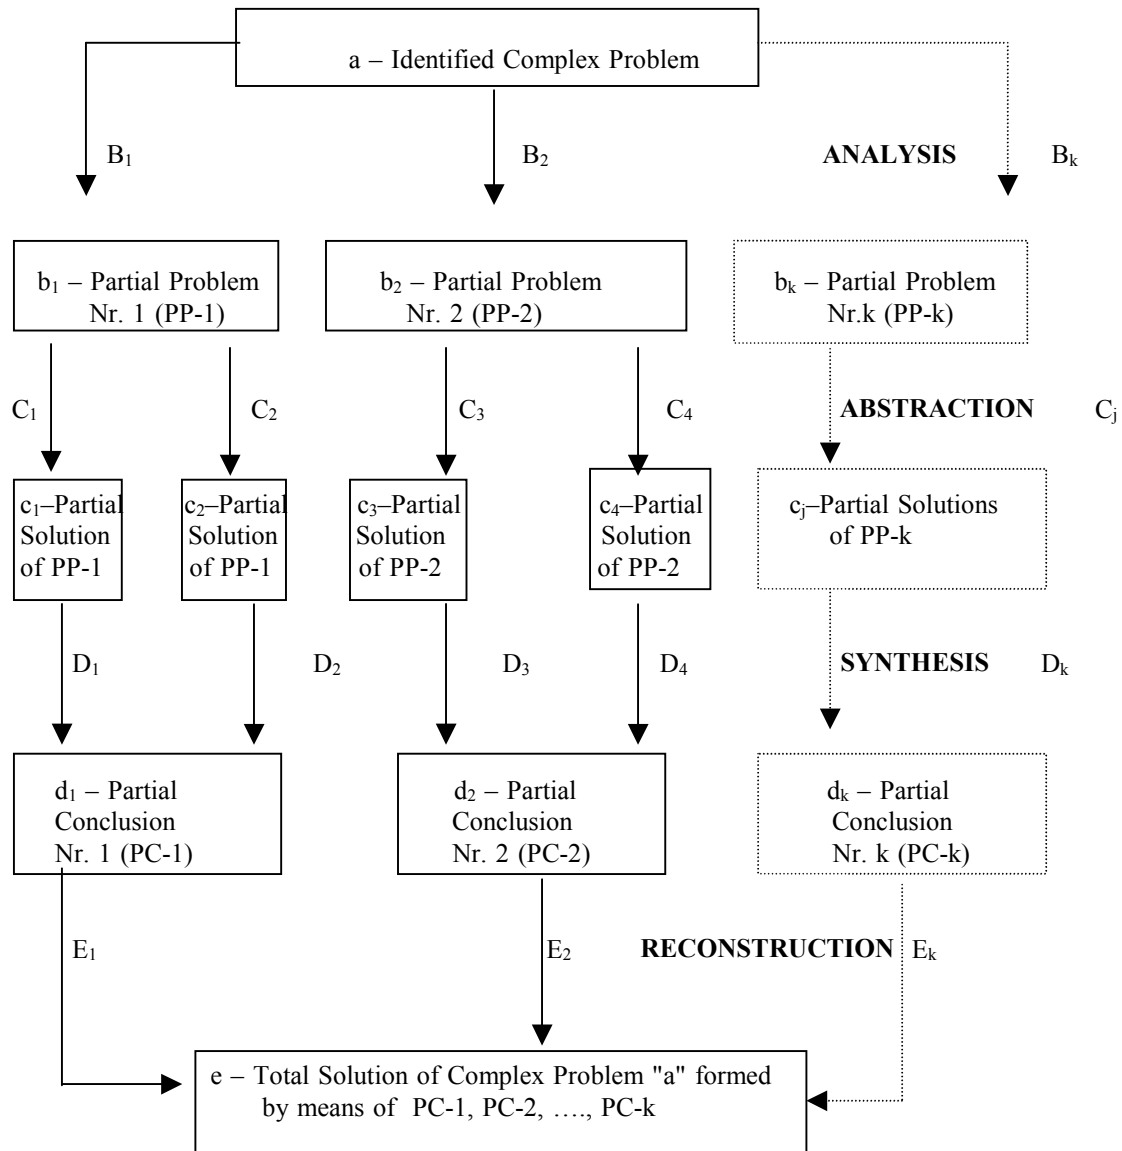 a – Identified Complex Problem
B₁ B₂ ANALYSIS Bₖ
b₁ – Partial Problem
Nr. 1 (PP-1)
b₂ – Partial Problem
Nr. 2 (PP-2)
bₖ – Partial Problem
Nr.k (PP-k)
C₁ C₂ C₃ C₄ ABSTRACTION Cⱼ
c₁–Partial
Solution
of PP-1
c₂–Partial
Solution
of PP-1
c₃–Partial
Solution
of PP-2
c₄–Partial
Solution
of PP-2
cⱼ–Partial Solutions
of PP-k
D₁ D₂ D₃ D₄ SYNTHESIS Dₖ
d₁ – Partial
Conclusion
Nr. 1 (PC-1)
d₂ – Partial
Conclusion
Nr. 2 (PC-2)
dₖ – Partial
Conclusion
Nr. k (PC-k)
E₁ E₂ RECONSTRUCTION Eₖ
e – Total Solution of Complex Problem "a" formed
by means of PC-1, PC-2, …., PC-k